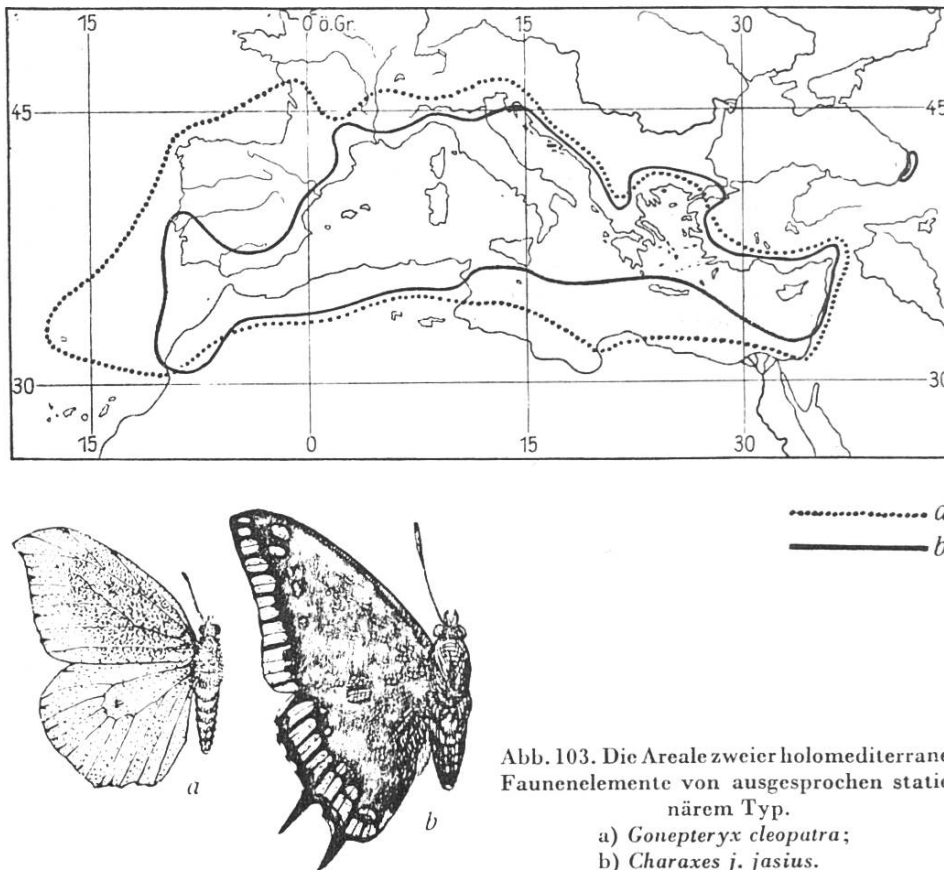 15 0 ö.Gr. 30
45 45
30 30
15 0 15 30
a
b
a
b
Abb. 103. Die Areale zweier holomediterrane
Faunenelemente von ausgesprochen statio
närem Typ.
a) Gonepteryx cleopatra;
b) Charaxes j. jasius.